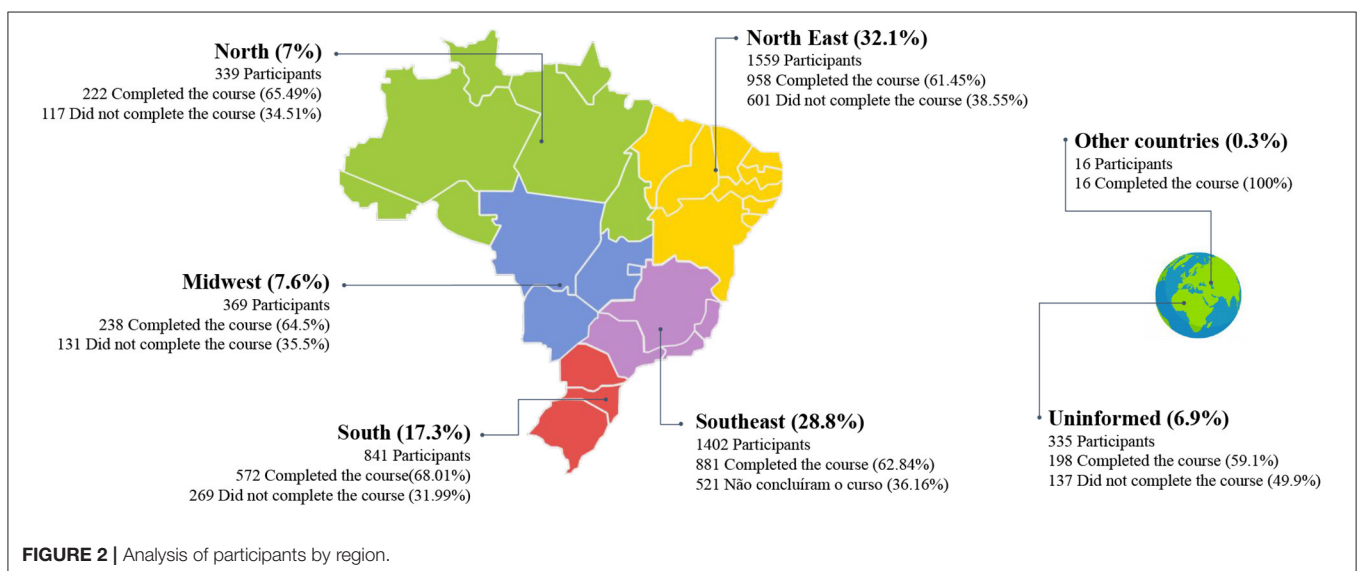 North (7%)
339 Participants
222 Completed the course (65.49%)
117 Did not complete the course (34.51%)
North East (32.1%)
1559 Participants
958 Completed the course (61.45%)
601 Did not complete the course (38.55%)
Other countries (0.3%)
16 Participants
16 Completed the course (100%)
Midwest (7.6%)
369 Participants
238 Completed the course (64.5%)
131 Did not complete the course (35.5%)
South (17.3%)
841 Participants
572 Completed the course(68.01%)
269 Did not complete the course (31.99%)
Southeast (28.8%)
1402 Participants
881 Completed the course (62.84%)
521 Não concluíram o curso (36.16%)
Uninformed (6.9%)
335 Participants
198 Completed the course (59.1%)
137 Did not complete the course (49.9%)
FIGURE 2 | Analysis of participants by region.